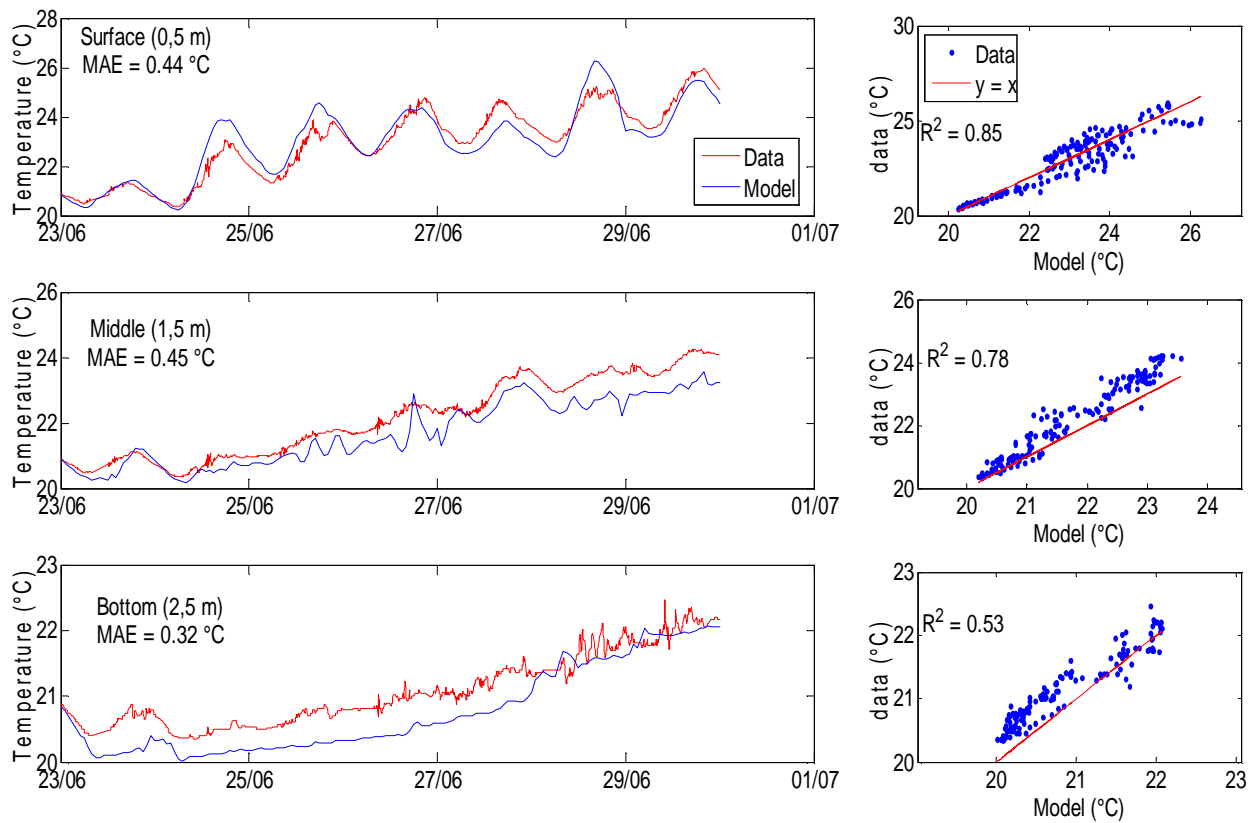 Temperature (°C)
28
26
24
22
20
Surface (0,5 m)
MAE = 0.44 °C
Data
Model
23/06
25/06
27/06
29/06
01/07
data (°C)
30
25
20
Data
y = x
R² = 0.85
20
22
24
26
Model (°C)
Temperature (°C)
26
24
22
20
Middle (1,5 m)
MAE = 0.45 °C
23/06
25/06
27/06
29/06
01/07
data (°C)
26
24
22
20
R² = 0.78
20
21
22
23
24
Model (°C)
Temperature (°C)
23
22
21
20
Bottom (2,5 m)
MAE = 0.32 °C
23/06
25/06
27/06
29/06
01/07
data (°C)
23
22
21
20
R² = 0.53
20
21
22
23
Model (°C)